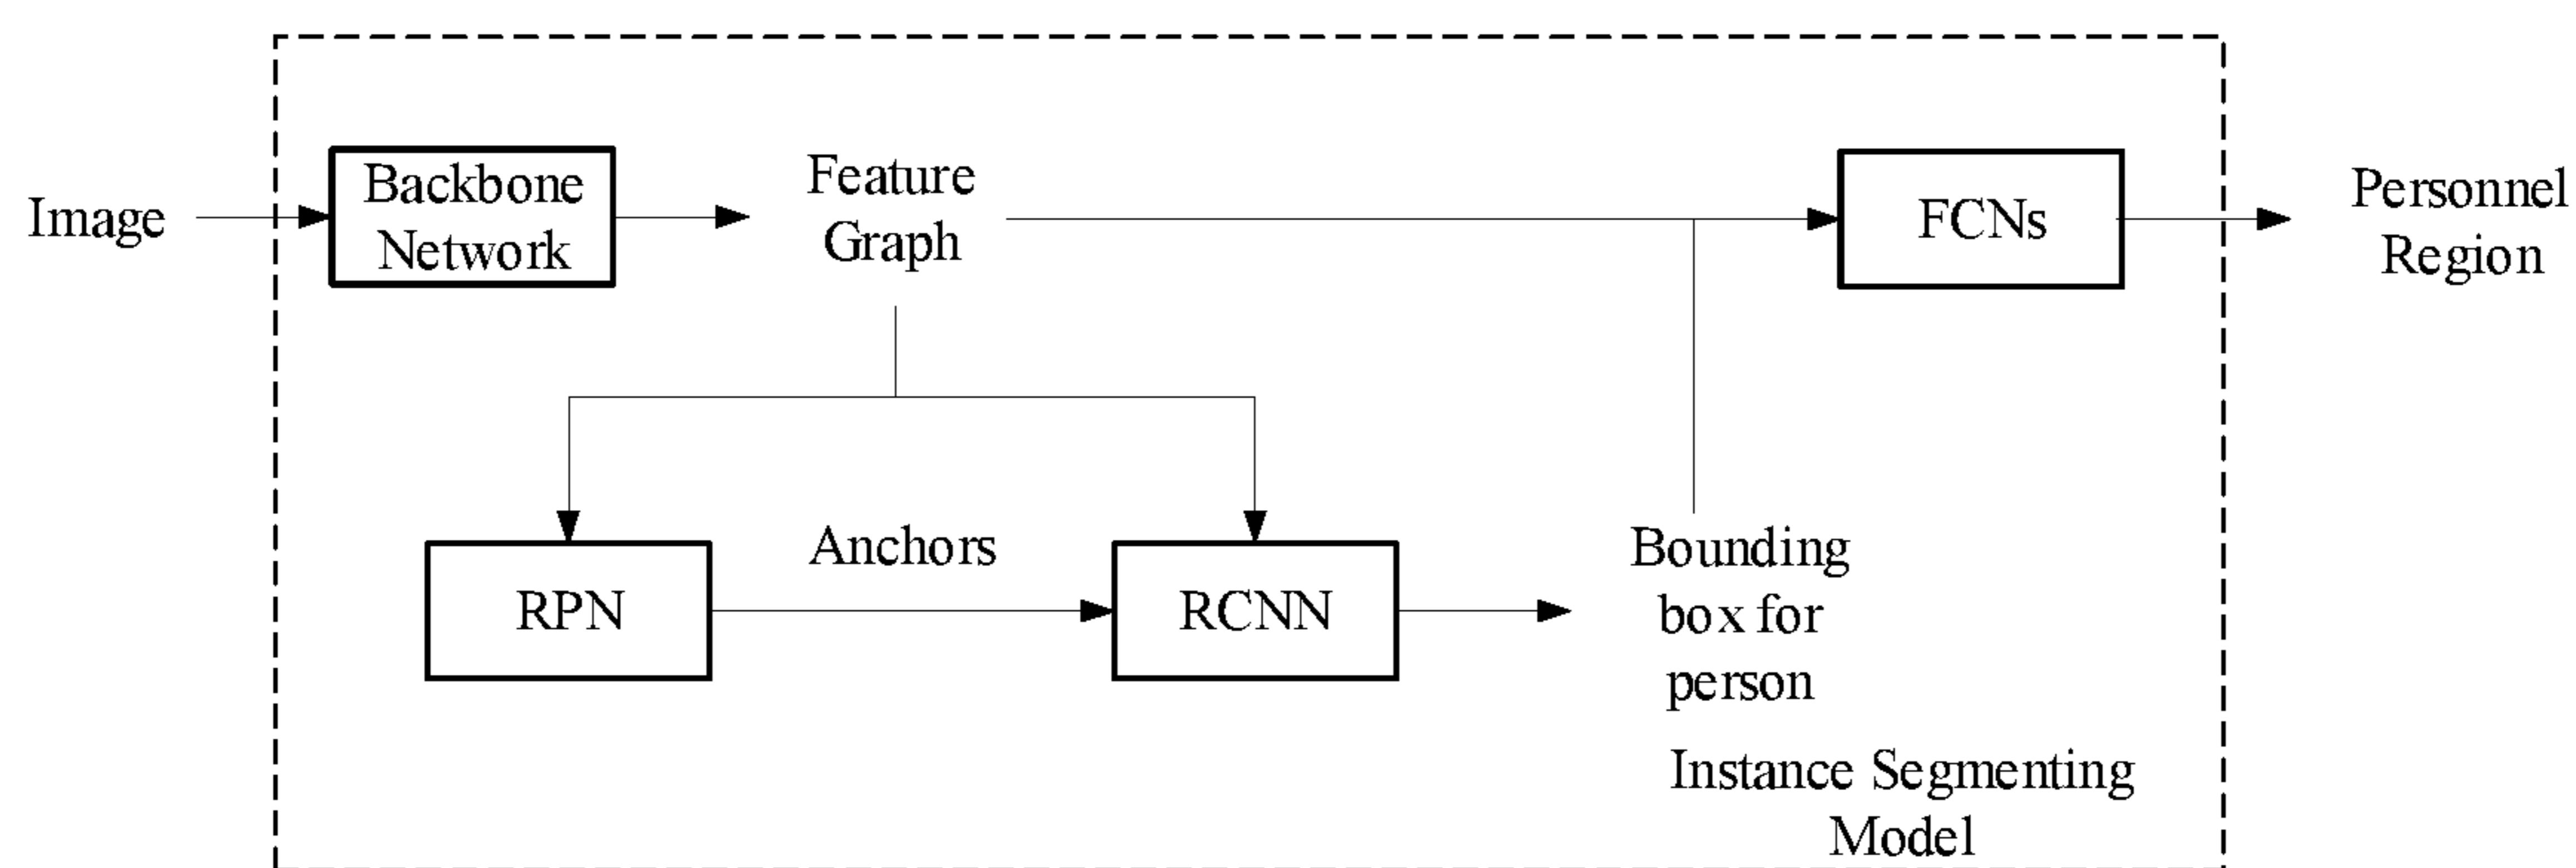 Image
Backbone
Network
Feature
Graph
FCNs
Personnel
Region
RPN
Anchors
RCNN
Bounding
box for
person
Instance Segmenting
Model